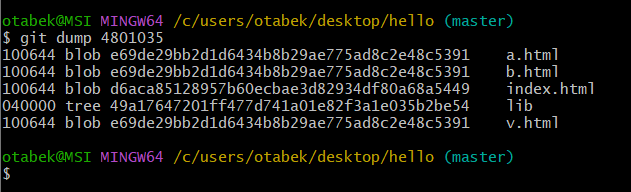 otabek@MSI MINGW64 /c/users/otabek/desktop/hello (master)
$ git dump 4801035
100644 blob e69de29bb2d1d6434b8b29ae775ad8c2e48c5391    a.html
100644 blob e69de29bb2d1d6434b8b29ae775ad8c2e48c5391    b.html
100644 blob d6aca85128957b60ecbae3d82934df80a68a5449    index.html
040000 tree 49a17647201ff477d741a01e82f3a1e035b2be54    lib
100644 blob e69de29bb2d1d6434b8b29ae775ad8c2e48c5391    v.html
otabek@MSI MINGW64 /c/users/otabek/desktop/hello (master)
$